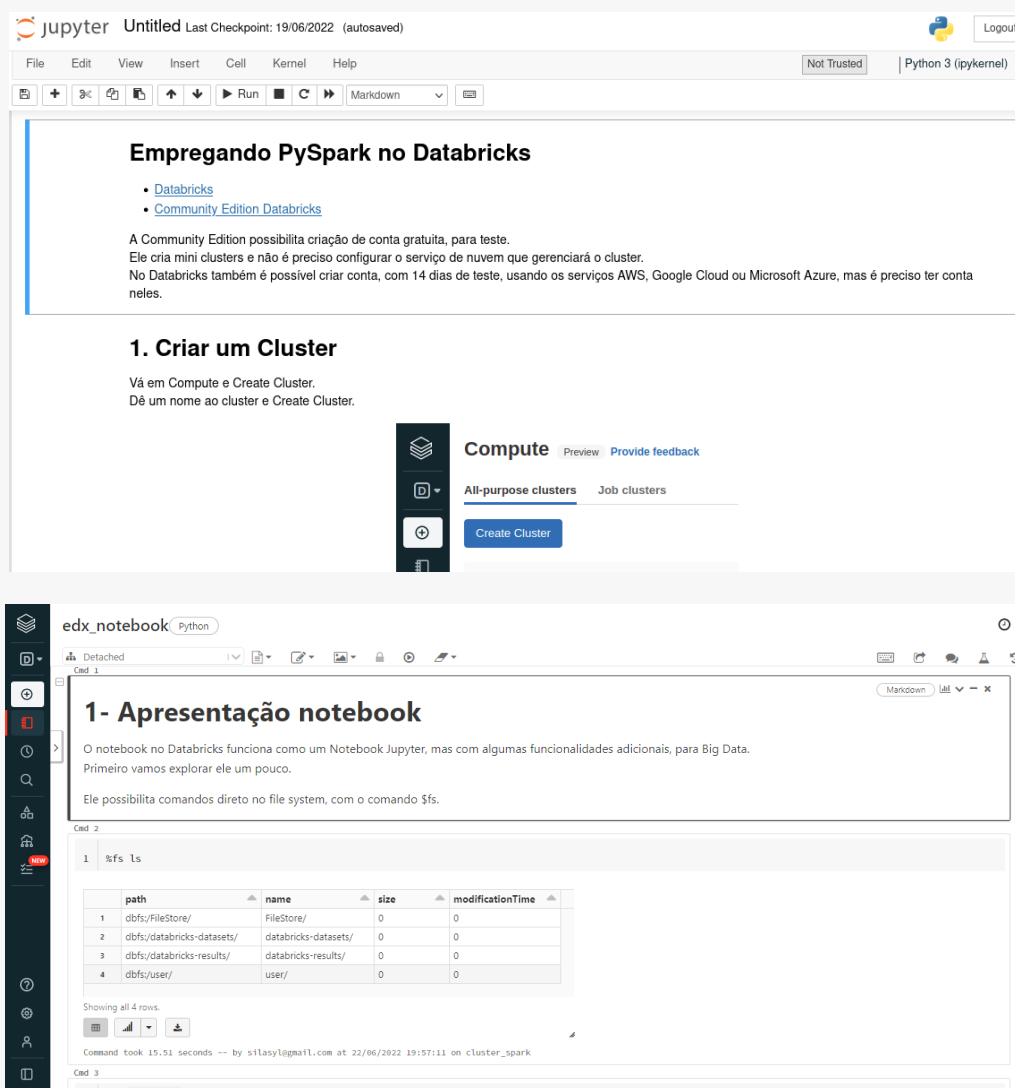 jupyter Untitled Last Checkpoint: 19/06/2022 (autosaved)
Logout
File Edit View Insert Cell Kernel Help
Not Trusted
Python 3 (ipykernel)
Run
Markdown
Empregando PySpark no Databricks
Databricks
Community Edition Databricks
A Community Edition possibilita criação de conta gratuita, para teste.
Ele cria mini clusters e não é preciso configurar o serviço de nuvem que gerenciará o cluster.
No Databricks também é possível criar conta, com 14 dias de teste, usando os serviços AWS, Google Cloud ou Microsoft Azure, mas é preciso ter conta
neles.
1. Criar um Cluster
Vá em Compute e Create Cluster.
Dê um nome ao cluster e Create Cluster.
Compute Preview Provide feedback
D
All-purpose clusters Job clusters
Create Cluster
edx_notebook Python
D
Detached
Cmd 1
Markdown
1- Apresentação notebook
O notebook no Databricks funciona como um Notebook Jupyter, mas com algumas funcionalidades adicionais, para Big Data.
Primeiro vamos explorar ele um pouco.
Ele possibilita comandos direto no file system, com o comando $fs.
Cmd 2
1 %fs ls
NEW
path name size modificationTime
1 dbfs:/FileStore/ FileStore/ 0 0
2 dbfs:/databricks-datasets/ databricks-datasets/ 0 0
3 dbfs:/databricks-results/ databricks-results/ 0 0
4 dbfs:/user/ user/ 0 0
Showing all 4 rows.
Command took 15.51 seconds -- by silasyl@gmail.com at 22/06/2022 19:57:11 on cluster_spark
Cmd 3